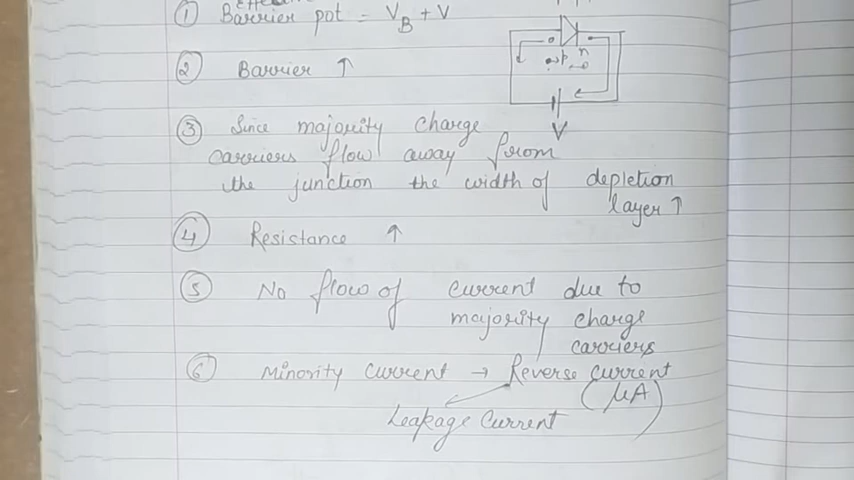 ① Barrier pot = V_B + V
p n
V
② Barrier ↑
③ Since majority charge
carriers flow away from
the junction the width of depletion
layer ↑
④ Resistance ↑
⑤ No flow of current due to
majority charge
carriers
⑥ Minority current → Reverse current
(μA)
Leakage Current